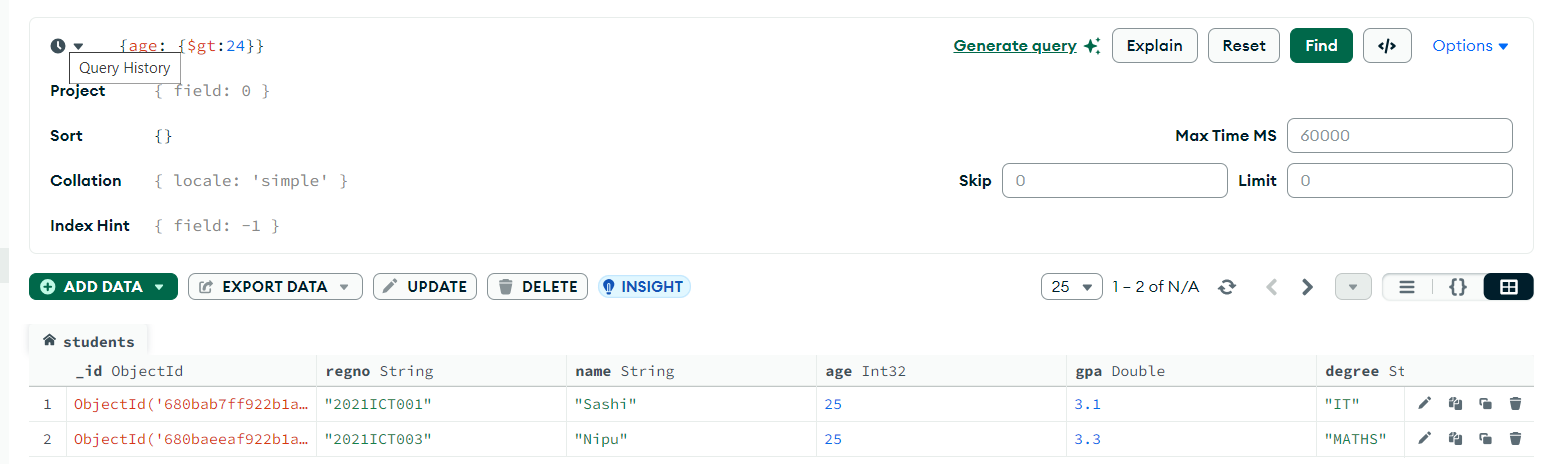 {age: {$gt:24}}
Generate query
Explain
Reset
Find
</>
Options
Query History
Project
{ field: 0 }
Sort
{}
Max Time MS
60000
Collation
{ locale: 'simple' }
Skip
0
Limit
0
Index Hint
{ field: -1 }
ADD DATA
EXPORT DATA
UPDATE
DELETE
INSIGHT
25
1 – 2 of N/A
{}
students
_id ObjectId
regno String
name String
age Int32
gpa Double
degree St
1
ObjectId('680bab7ff922b1a…
"2021ICT001"
"Sashi"
25
3.1
"IT"
2
ObjectId('680baeeaf922b1a…
"2021ICT003"
"Nipu"
25
3.3
"MATHS"